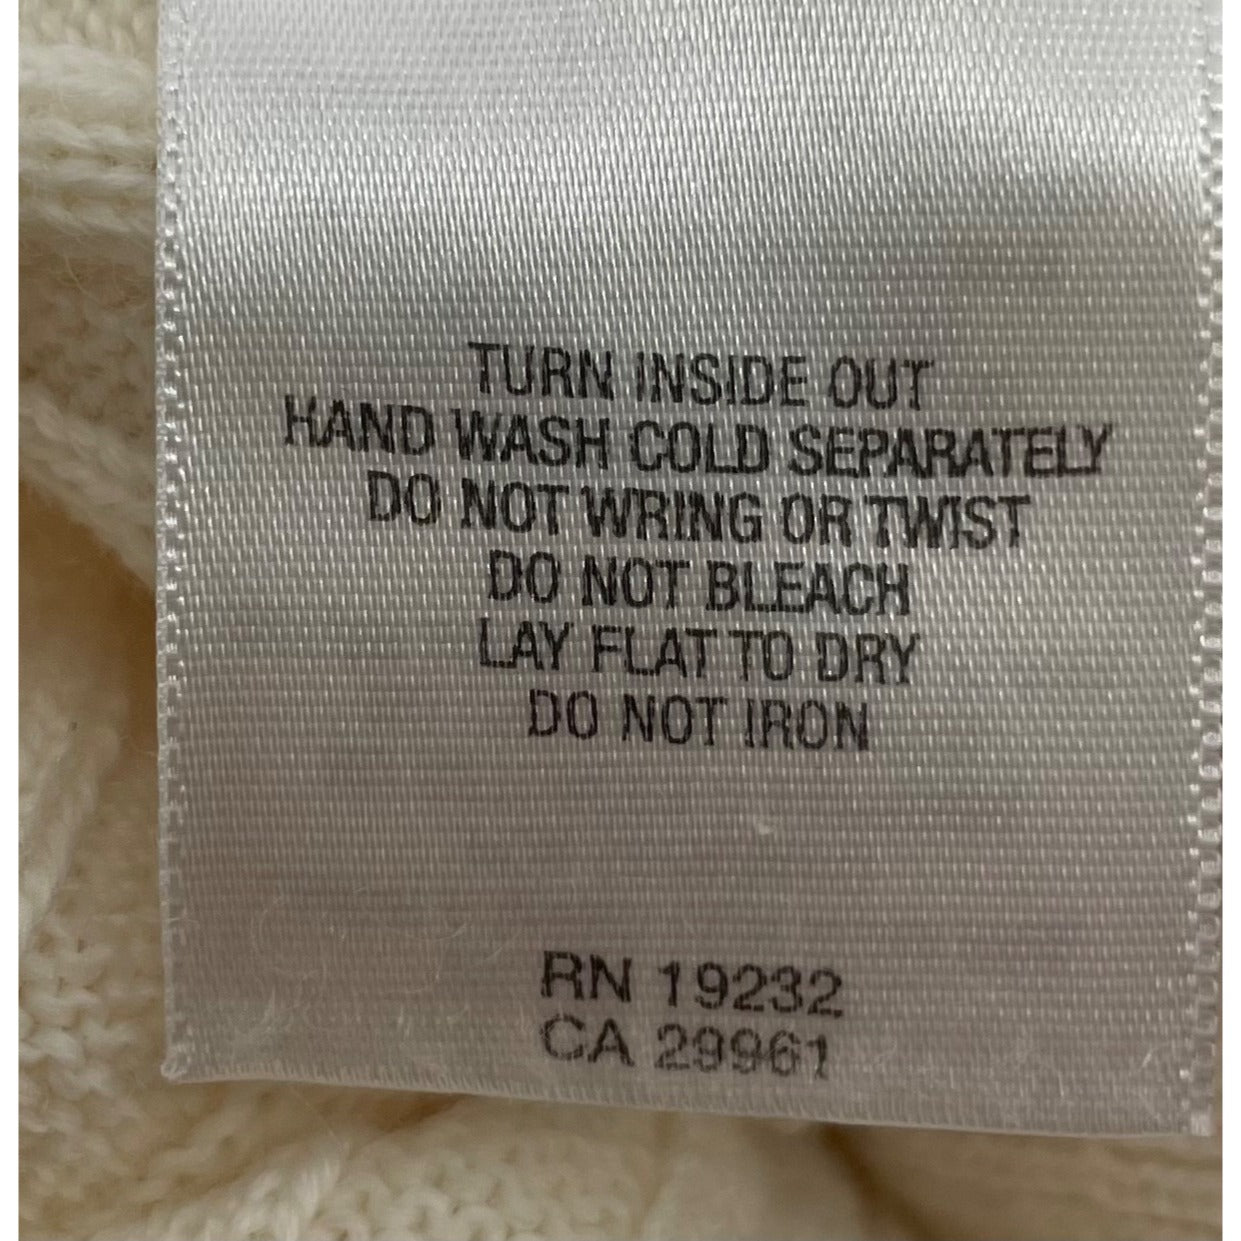 TURN INSIDE OUT
HAND WASH COLD SEPARATELY
DO NOT WRING OR TWIST
DO NOT BLEACH
LAY FLAT TO DRY
DO NOT IRON
RN 19232
CA 29961